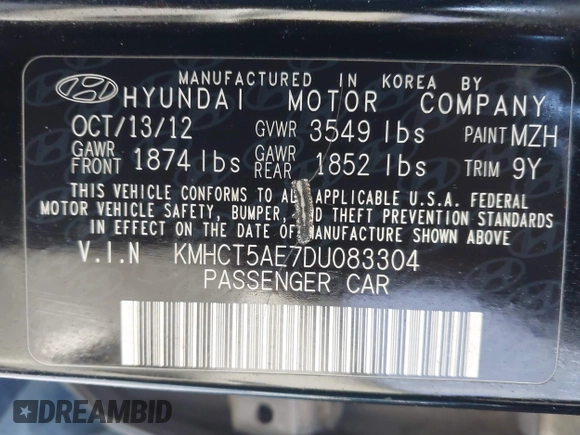 MANUFACTURED IN KOREA BY
HYUNDAI MOTOR COMPANY
OCT/13/12 GVWR 3549 lbs PAINT MZH
GAWR FRONT 1874 lbs GAWR REAR 1852 lbs TRIM 9Y
THIS VEHICLE CONFORMS TO APPLICABLE U.S.A. FEDERAL
MOTOR VEHICLE SAFETY, BUMPER, AND THEFT PREVENTION STANDARDS
IN EFFECT ON THE DATE OF MANUFACTURE SHOWN ABOVE
V.I.N KMHCT5AE7DU083304
PASSENGER CAR
DREAMBID